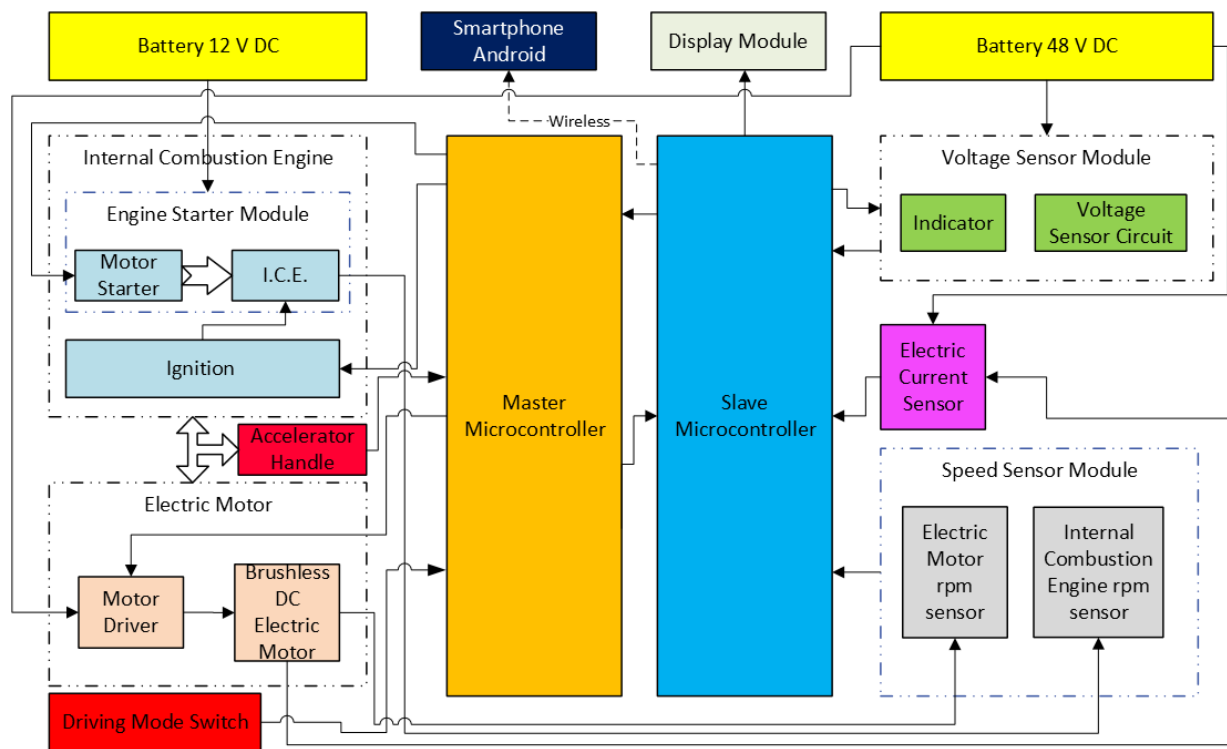 Battery 12 V DC
Smartphone
Android
Display Module
Battery 48 V DC
Wireless
Internal Combustion Engine
Engine Starter Module
Motor
Starter
I.C.E.
Ignition
Accelerator
Handle
Electric Motor
Motor
Driver
Brushless
DC
Electric
Motor
Driving Mode Switch
Master
Microcontroller
Slave
Microcontroller
Voltage Sensor Module
Indicator
Voltage
Sensor Circuit
Electric
Current
Sensor
Speed Sensor Module
Electric
Motor
rpm
sensor
Internal
Combustion
Engine rpm
sensor